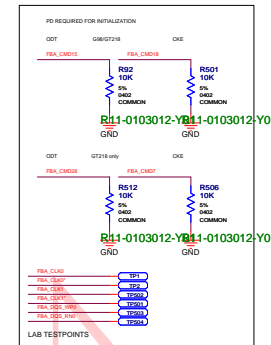 PD REQUIRED FOR INITIALIZATION
ODT G98/GT218 CKE
FBA_CMD15 FBA_CMD18
R92 R501
10K 10K
5% 5%
0402 0402
COMMON COMMON
R11-0103012-Y0 R11-0103012-Y0
GND GND
ODT GT218 only CKE
FBA_CMD28 FBA_CMD7
R512 R506
10K 10K
5% 5%
0402 0402
COMMON COMMON
R11-0103012-Y0 R11-0103012-Y0
GND GND
FBA_CLK0 TP1
FBA_CLK0* TP2
FBA_CLK1 TP502
FBA_CLK1* TP501
FBA_DQS_WP0 TP503
FBA_DQS_RN0 TP504
LAB TESTPOINTS